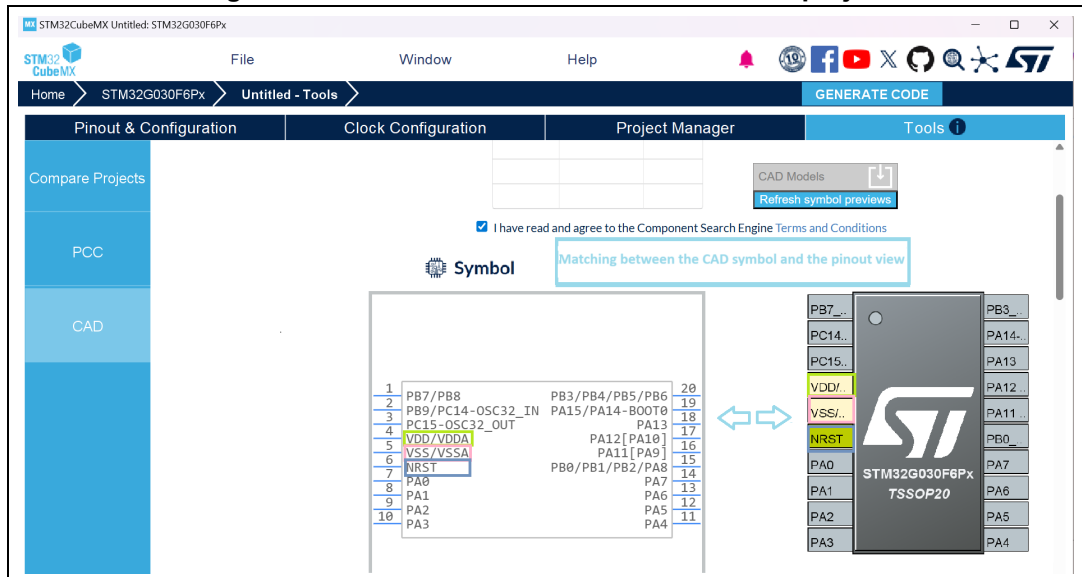 STM32CubeMX Untitled: STM32G030F6Px
STM32
CubeMX
File
Window
Help
Home
STM32G030F6Px
Untitled - Tools
GENERATE CODE
Pinout & Configuration
Clock Configuration
Project Manager
Tools
Compare Projects
PCC
CAD
CAD Models
Refresh symbol previews
I have read and agree to the Component Search Engine Terms and Conditions
Symbol
Matching between the CAD symbol and the pinout view
1 PB7/PB8
2 PB9/PC14-OSC32_IN
3 PC15-OSC32_OUT
4 VDD/VDDA
5 VSS/VSSA
6 NRST
7 PA0
8 PA1
9 PA2
10 PA3
PB3/PB4/PB5/PB6 20
PA15/PA14-BOOT0 19
PA13 18
PA12[PA10] 17
PA11[PA9] 16
PB0/PB1/PB2/PA8 15
PA7 14
PA6 13
PA5 12
PA4 11
PB7_..
PC14..
PC15..
VDD/..
VSS/..
NRST
PA0
PA1
PA2
PA3
STM32G030F6Px
TSSOP20
PB3_..
PA14-..
PA13
PA12 ..
PA11 ..
PB0_..
PA7
PA6
PA5
PA4